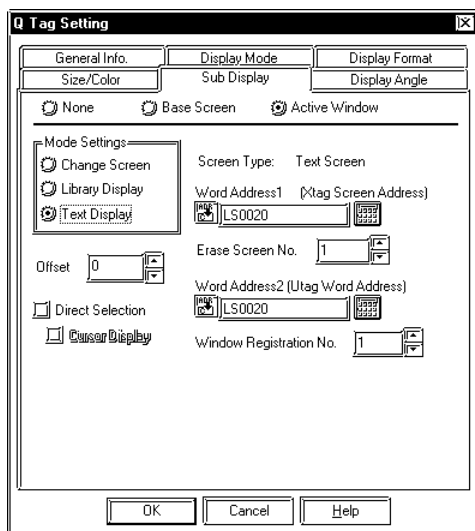 Q Tag Setting
General Info. Display Mode Display Format
Size/Color Sub Display Display Angle
None Base Screen Active Window
Mode Settings
Change Screen
Library Display
Text Display
Screen Type: Text Screen
Word Address1 (Xtag Screen Address)
LS0020
Erase Screen No. 1
Offset 0
Word Address2 (Utag Word Address)
LS0020
Direct Selection
Cursor Display
Window Registration No. 1
OK Cancel Help